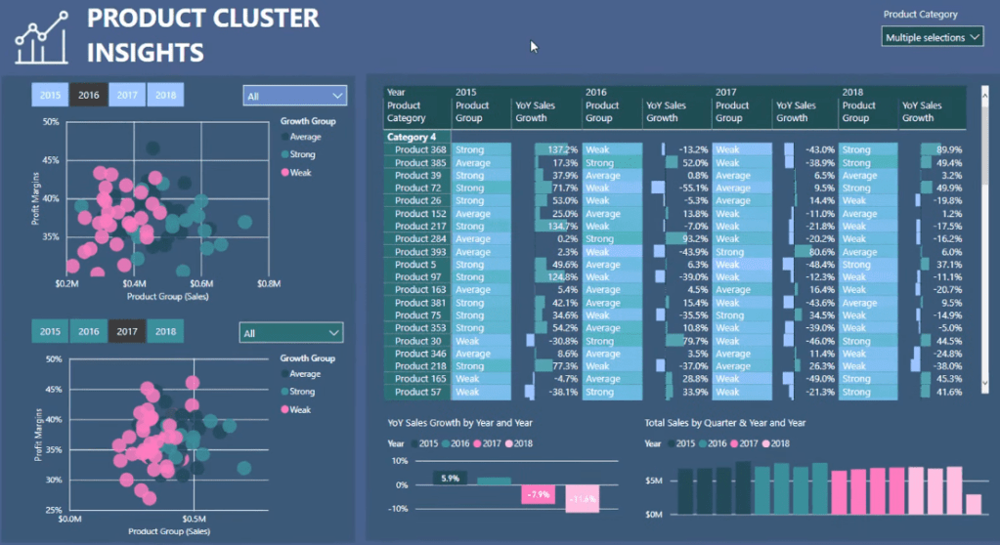 PRODUCT CLUSTER
INSIGHTS
Product Category
Multiple selections
2015 2016 2017 2018
All
Growth Group
Average
Strong
Weak
50%
45%
40%
35%
Profit Margins
$0.2M $0.4M $0.6M $0.8M
Product Group (Sales)
2015 2016 2017 2018
All
Growth Group
Average
Strong
Weak
50%
45%
40%
35%
30%
25%
Profit Margins
$0.0M $0.5M
Product Group (Sales)
Year 2015 2016 2017 2018
Product Category Product Group YoY Sales Growth Product Group YoY Sales Growth Product Group YoY Sales Growth Product Group YoY Sales Growth
Category 4
Product 368 Strong 137.2% Weak -13.2% Weak -43.0% Strong 89.9%
Product 385 Average 17.3% Strong 52.0% Weak -38.9% Strong 49.4%
Product 39 Strong 37.9% Average 0.8% Average 6.5% Average 3.2%
Product 72 Strong 71.7% Weak -55.1% Average 9.5% Strong 49.9%
Product 26 Strong 53.0% Weak -5.3% Average 14.4% Weak -19.8%
Product 152 Average 25.0% Average 13.8% Weak -11.0% Average 1.2%
Product 217 Strong 134.7% Weak -7.0% Weak -21.8% Weak -17.5%
Product 284 Average 0.2% Strong 93.2% Weak -20.2% Weak -16.2%
Product 393 Average 2.3% Weak -43.9% Strong 80.6% Average 6.0%
Product 5 Strong 49.6% Average 6.3% Weak -48.4% Strong 37.1%
Product 97 Strong 124.8% Weak -39.0% Weak -12.3% Weak -11.1%
Product 163 Average 5.4% Average 4.5% Average 16.4% Weak -20.7%
Product 381 Strong 42.1% Average 15.4% Weak -43.6% Average 9.5%
Product 75 Strong 34.6% Weak -35.5% Strong 34.5% Weak -14.9%
Product 353 Strong 54.2% Average 10.8% Weak -39.0% Weak -5.0%
Product 30 Weak -30.8% Strong 79.7% Weak -46.0% Strong 44.5%
Product 346 Average 8.6% Average 3.5% Average 11.4% Weak -24.8%
Product 218 Strong 77.3% Weak -37.0% Average 26.3% Weak -38.0%
Product 165 Weak -4.7% Average 28.8% Weak -49.0% Strong 45.3%
Product 57 Weak -38.1% Strong 33.9% Weak -21.3% Strong 41.6%
YoY Sales Growth by Year and Year
Year 2015 2016 2017 2018
10%
0%
-10%
5.9%
-7.9%
Total Sales by Quarter & Year and Year
Year 2015 2016 2017 2018
$5M
$0M